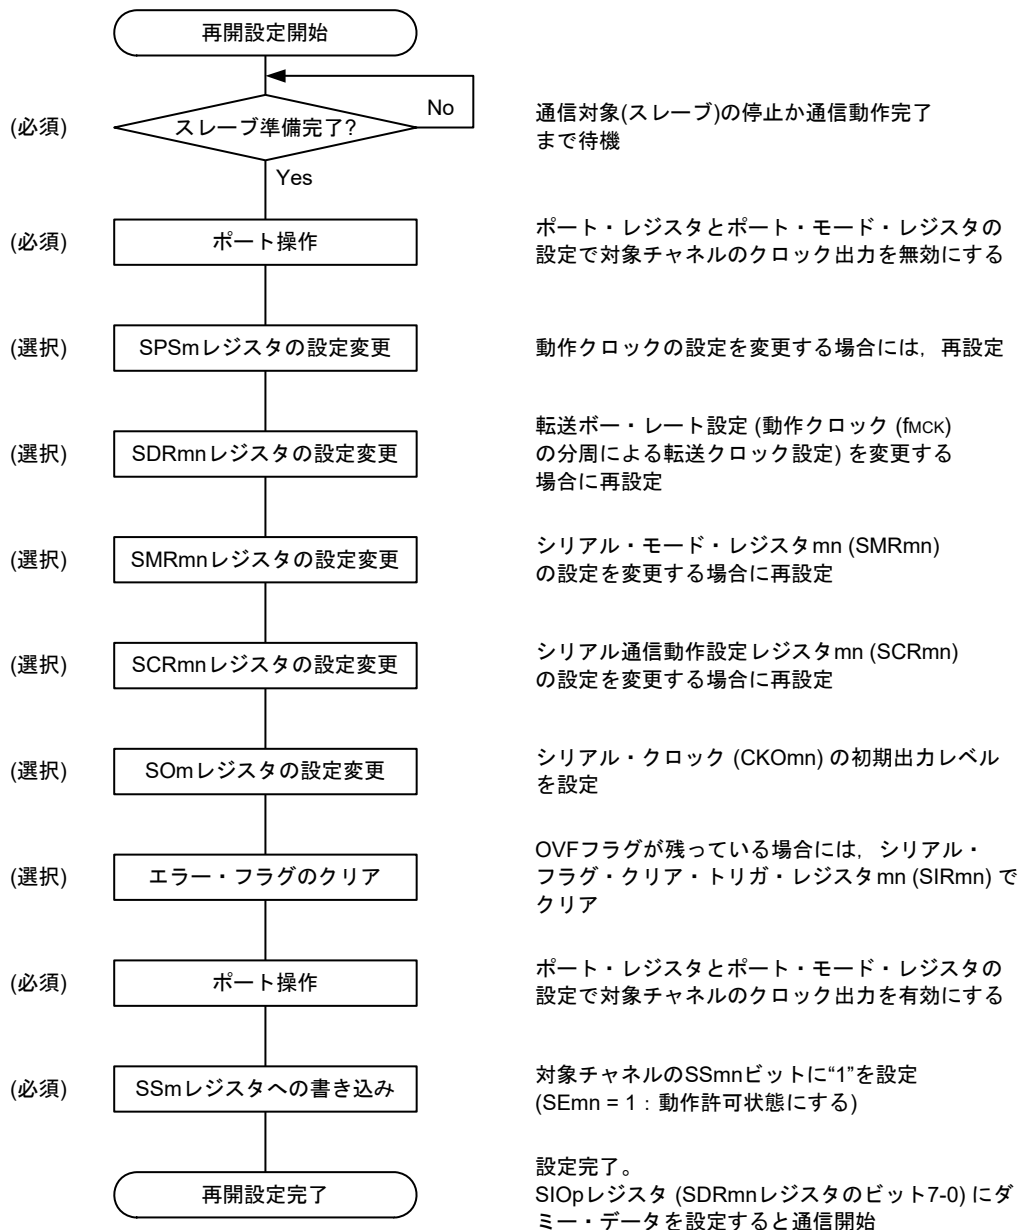 再開設定開始
No
(必須)
スレーブ準備完了?
通信対象(スレーブ)の停止か通信動作完了
まで待機
Yes
(必須)
ポート操作
ポート・レジスタとポート・モード・レジスタの
設定で対象チャネルのクロック出力を無効にする
(選択)
SPSmレジスタの設定変更
動作クロックの設定を変更する場合には，再設定
(選択)
SDRmnレジスタの設定変更
転送ボー・レート設定 (動作クロック (fMCK)
の分周による転送クロック設定) を変更する
場合に再設定
(選択)
SMRmnレジスタの設定変更
シリアル・モード・レジスタmn (SMRmn)
の設定を変更する場合に再設定
(選択)
SCRmnレジスタの設定変更
シリアル通信動作設定レジスタmn (SCRmn)
の設定を変更する場合に再設定
(選択)
SOmレジスタの設定変更
シリアル・クロック (CKOmn) の初期出力レベル
を設定
(選択)
エラー・フラグのクリア
OVFフラグが残っている場合には，シリアル・
フラグ・クリア・トリガ・レジスタmn (SIRmn) で
クリア
(必須)
ポート操作
ポート・レジスタとポート・モード・レジスタの
設定で対象チャネルのクロック出力を有効にする
(必須)
SSmレジスタへの書き込み
対象チャネルのSSmnビットに“1”を設定
(SEmn = 1：動作許可状態にする)
再開設定完了
設定完了。
SIOpレジスタ (SDRmnレジスタのビット7-0) にダ
ミー・データを設定すると通信開始